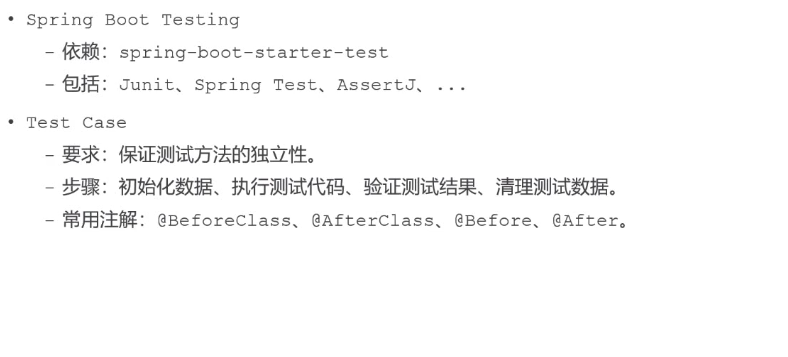 • Spring Boot Testing
– 依赖：spring-boot-starter-test
– 包括：Junit、Spring Test、AssertJ、...
• Test Case
– 要求：保证测试方法的独立性。
– 步骤：初始化数据、执行测试代码、验证测试结果、清理测试数据。
– 常用注解：@BeforeClass、@AfterClass、@Before、@After。